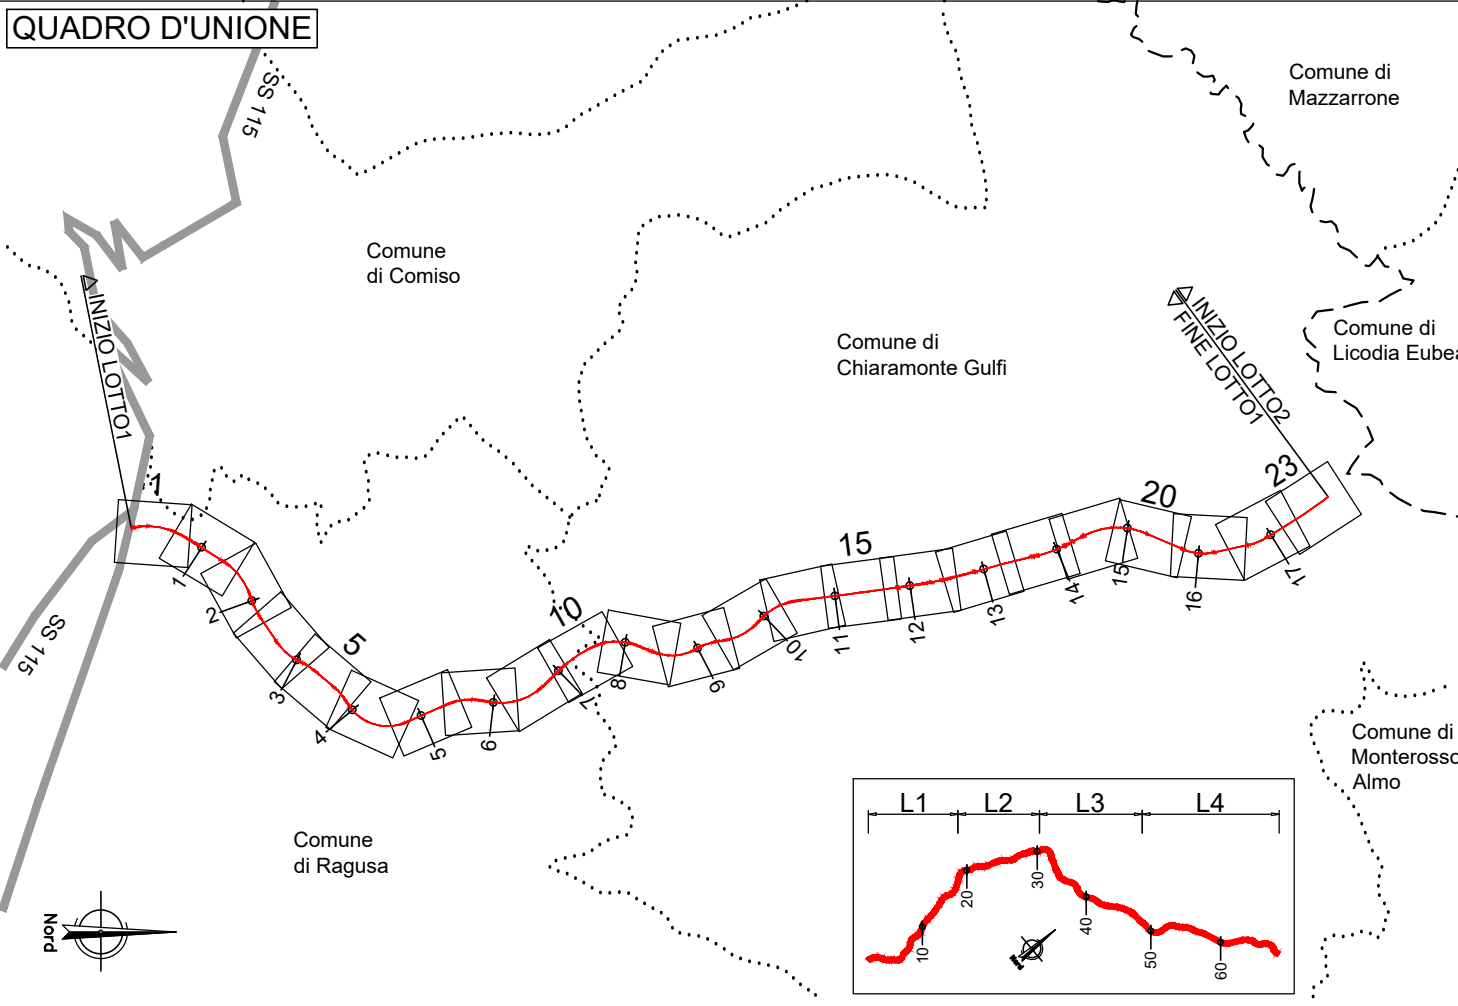 QUADRO D'UNIONE
SS 115
Comune di
Mazzarrone
Comune
di Comiso
INIZIO LOTTO1
Comune di
Chiaramonte Gulfi
INIZIO LOTTO2
FINE LOTTO1
Comune di
Licodia Eubea
1
5
10
15
20
23
1
2
3
4
5
6
7
8
9
10
11
12
13
14
15
16
17
SS 115
Comune
di Ragusa
Comune di
Monterosso
Almo
Nord
L1
L2
L3
L4
10
20
30
40
50
60
Nord